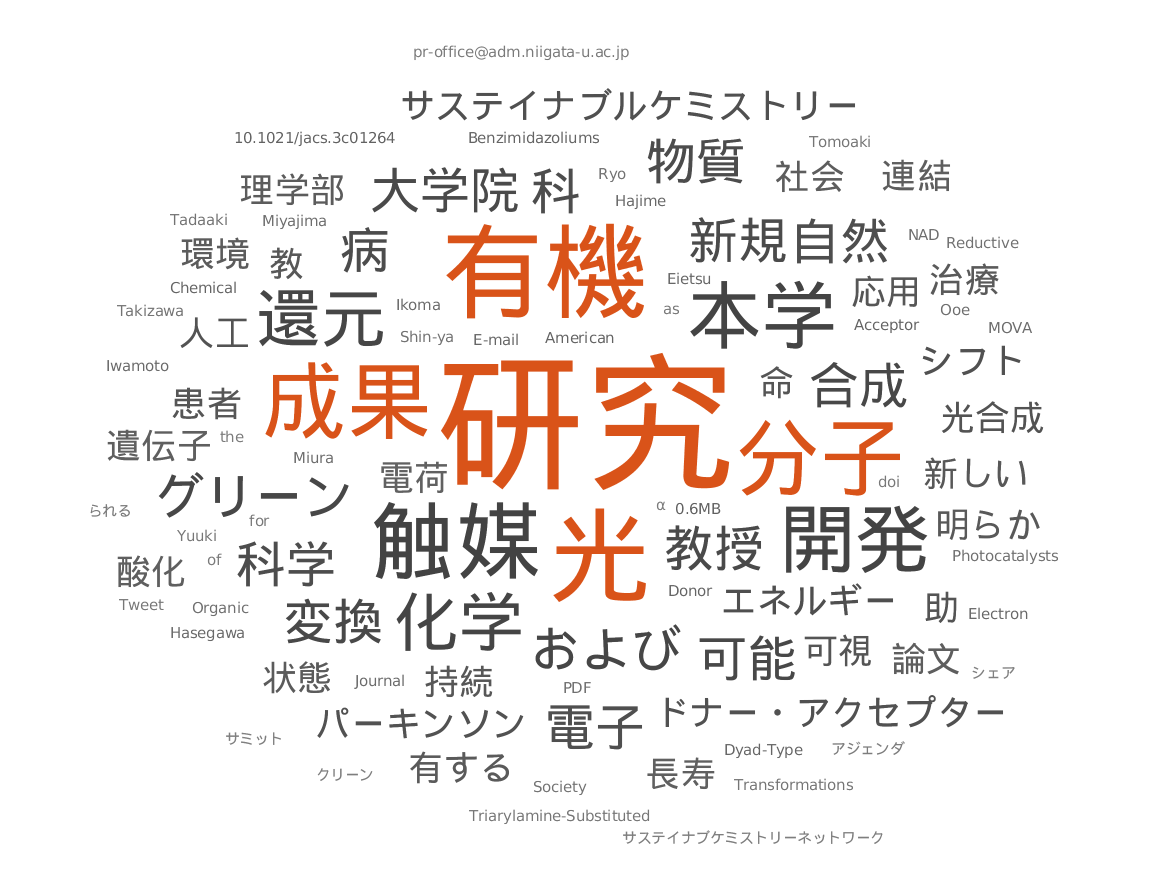 pr-office@adm.niigata-u.ac.jp
サステイナブルケミストリー
10.1021/jacs.3c01264
Benzimidazoliums
Tomoaki
物質
社会
連結
理学部
大学院
科
Ryo
Hajime
Tadaaki
Miyajima
有機
新規
自然
NAD
Reductive
環境
教
病
Eietsu
治療
Chemical
還元
Ikoma
as
本学
応用
Ooe
Takizawa
人工
Shin-ya
E-mail
American
Acceptor
MOVA
Iwamoto
成果
研究
命
合成
シフト
患者
光合成
遺伝子
the
分子
Miura
電荷
doi
新しい
グリーン
α
0.6MB
られる
for
触媒
光
教授
開発
明らか
Yuuki
of
科学
Photocatalysts
酸化
Donor
エネルギー
助
Electron
Tweet
Organic
変換
化学
Hasegawa
および
可能
可視
論文
シェア
状態
Journal
持続
PDF
パーキンソン
電子
ドナー・アクセプター
サミット
Dyad-Type
アジェンダ
クリーン
有する
Society
長寿
Transformations
Triarylamine-Substituted
サステイナブケミストリーネットワーク